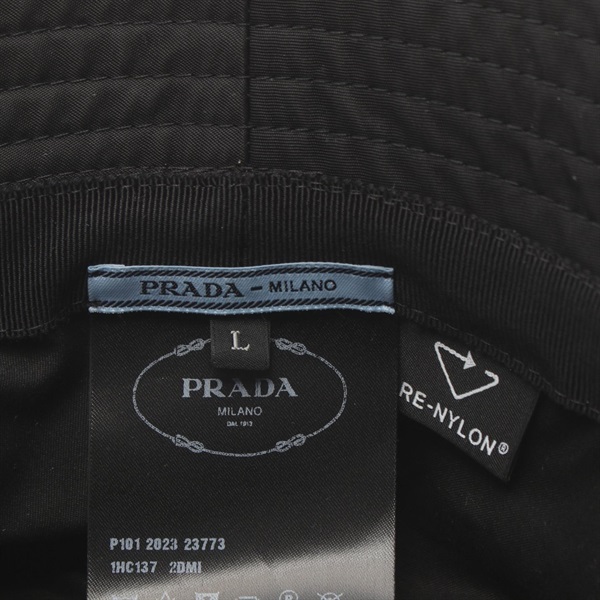 PRADA - MILANO
L
PRADA
MILANO
DAL 1913
RE-NYLON®
P101 2023 23773
1HC137 2DMI